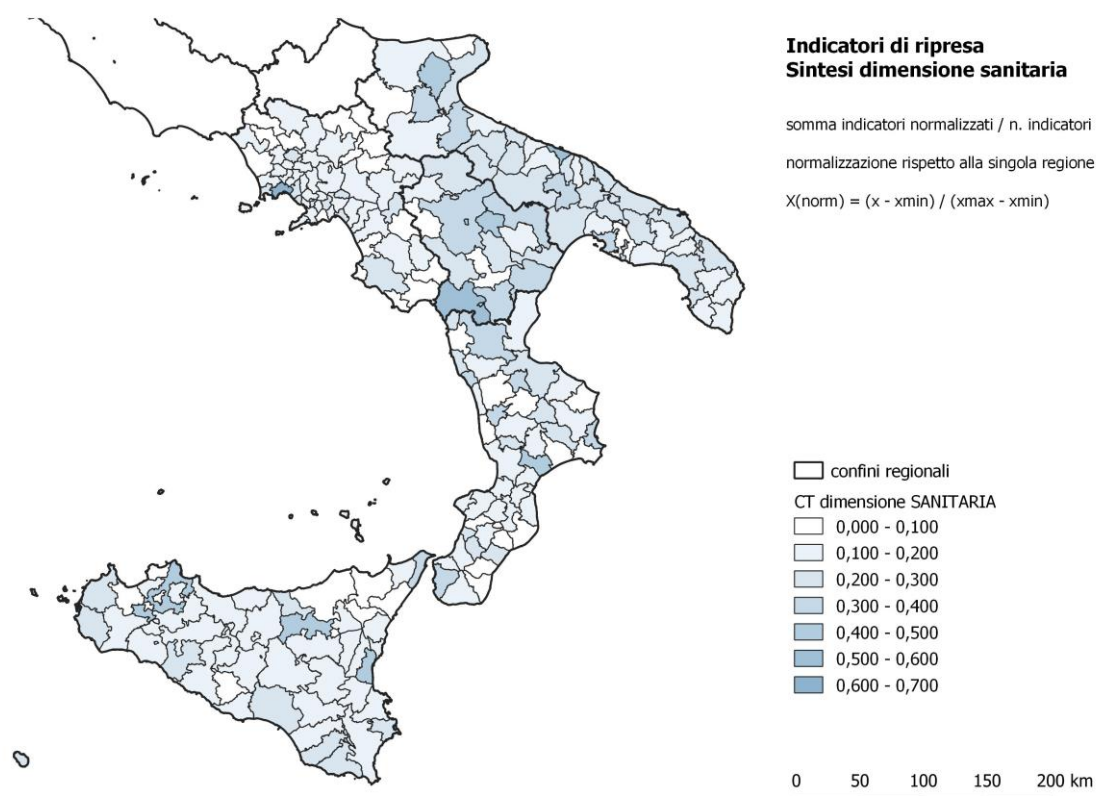 Indicatori di ripresa
Sintesi dimensione sanitaria
somma indicatori normalizzati / n. indicatori
normalizzazione rispetto alla singola regione
X(norm) = (x - xmin) / (xmax - xmin)
confini regionali
CT dimensione SANITARIA
0,000 - 0,100
0,100 - 0,200
0,200 - 0,300
0,300 - 0,400
0,400 - 0,500
0,500 - 0,600
0,600 - 0,700
0 50 100 150 200 km